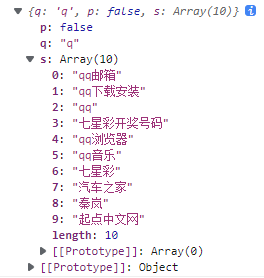 {q: 'q', p: false, s: Array(10)}
p: false
q: "q"
s: Array(10)
0: "qq邮箱"
1: "qq下载安装"
2: "qq"
3: "七星彩开奖号码"
4: "qq浏览器"
5: "qq音乐"
6: "七星彩"
7: "汽车之家"
8: "秦岚"
9: "起点中文网"
length: 10
[[Prototype]]: Array(0)
[[Prototype]]: Object